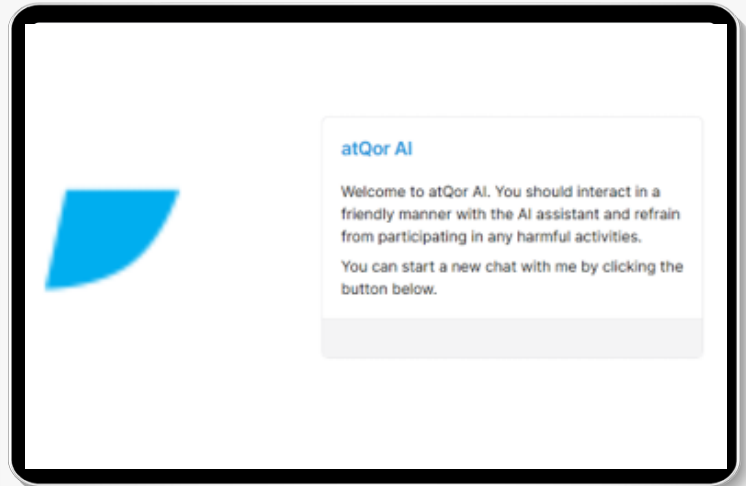 atQor AI
Welcome to atQor AI. You should interact in a
friendly manner with the AI assistant and refrain
from participating in any harmful activities.
You can start a new chat with me by clicking the
button below.